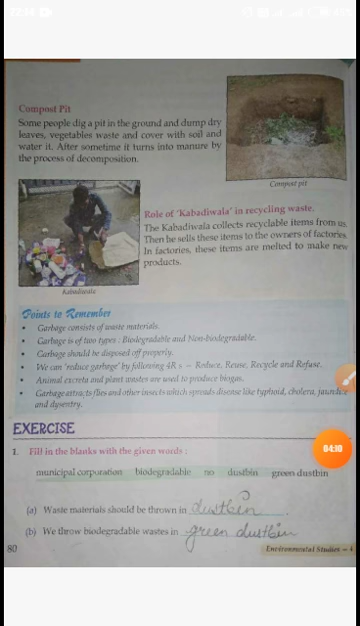 Compost Pit
Some people dig a pit in the ground and dump dry
leaves, vegetables waste and cover with soil and
water it. After sometime it turns into manure by
the process of decomposition.
Compost pit
Role of 'Kabadiwala' in recycling waste.
The Kabadiwala collects recyclable items from us.
Then he sells these items to the owners of factories.
In factories, these items are melted to make new
products.
Kabadiwala
Points to Remember
• Garbage consists of waste materials.
• Garbage is of two types : Biodegradable and Non-biodegradable.
• Garbage should be disposed off properly.
• We can 'reduce garbage' by following 4R s – Reduce, Reuse, Recycle and Refuse.
• Animal excreta and plant wastes are used to produce biogas.
• Garbage attracts flies and other insects which spreads disease like typhoid, cholera, jaundice
and dysentry.
EXERCISE
1. Fill in the blanks with the given words :
municipal corporation biodegradable no dustbin green dustbin
04:10
(a) Waste materials should be thrown in dustbin.
(b) We throw biodegradable wastes in green dustbin
80
Environmental Studies – 4